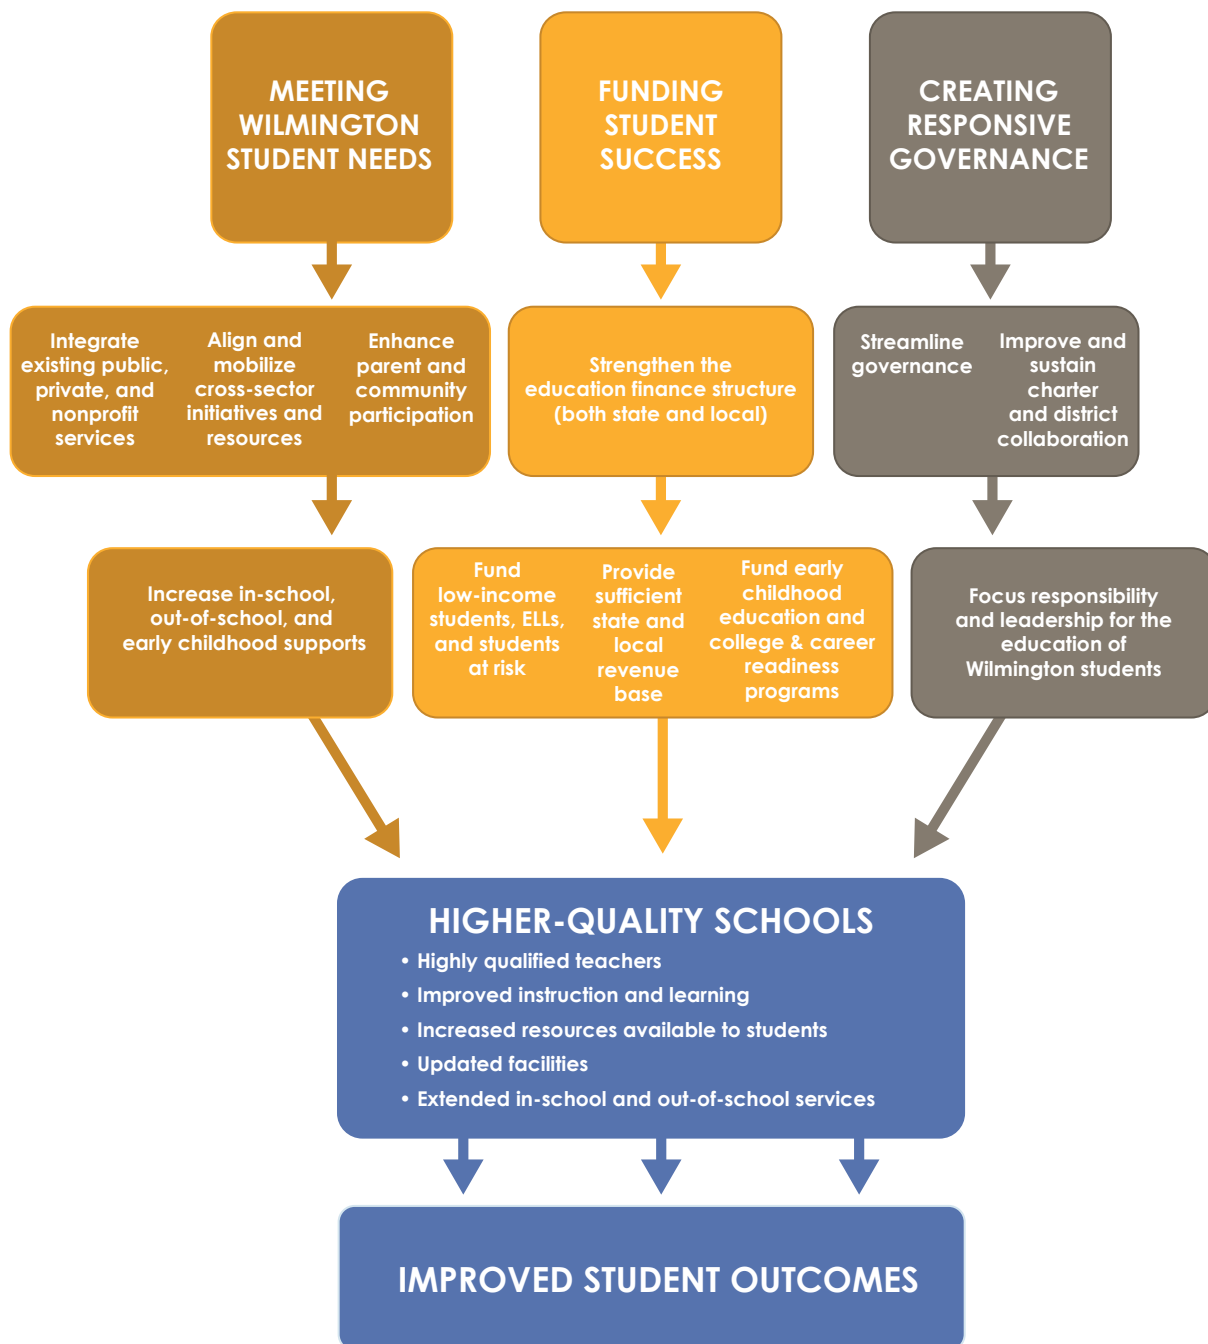 MEETING
WILMINGTON
STUDENT NEEDS
FUNDING
STUDENT
SUCCESS
CREATING
RESPONSIVE
GOVERNANCE
Integrate
existing public,
private, and
nonprofit
services
Align and
mobilize
cross-sector
initiatives and
resources
Enhance
parent and
community
participation
Strengthen the
education finance structure
(both state and local)
Streamline
governance
Improve and
sustain
charter
and district
collaboration
Increase in-school,
out-of-school, and
early childhood supports
Fund
low-income
students, ELLs,
and students
at risk
Provide
sufficient
state and
local
revenue
base
Fund early
childhood
education and
college & career
readiness
programs
Focus responsibility
and leadership for the
education of
Wilmington students
HIGHER-QUALITY SCHOOLS
• Highly qualified teachers
• Improved instruction and learning
• Increased resources available to students
• Updated facilities
• Extended in-school and out-of-school services
IMPROVED STUDENT OUTCOMES